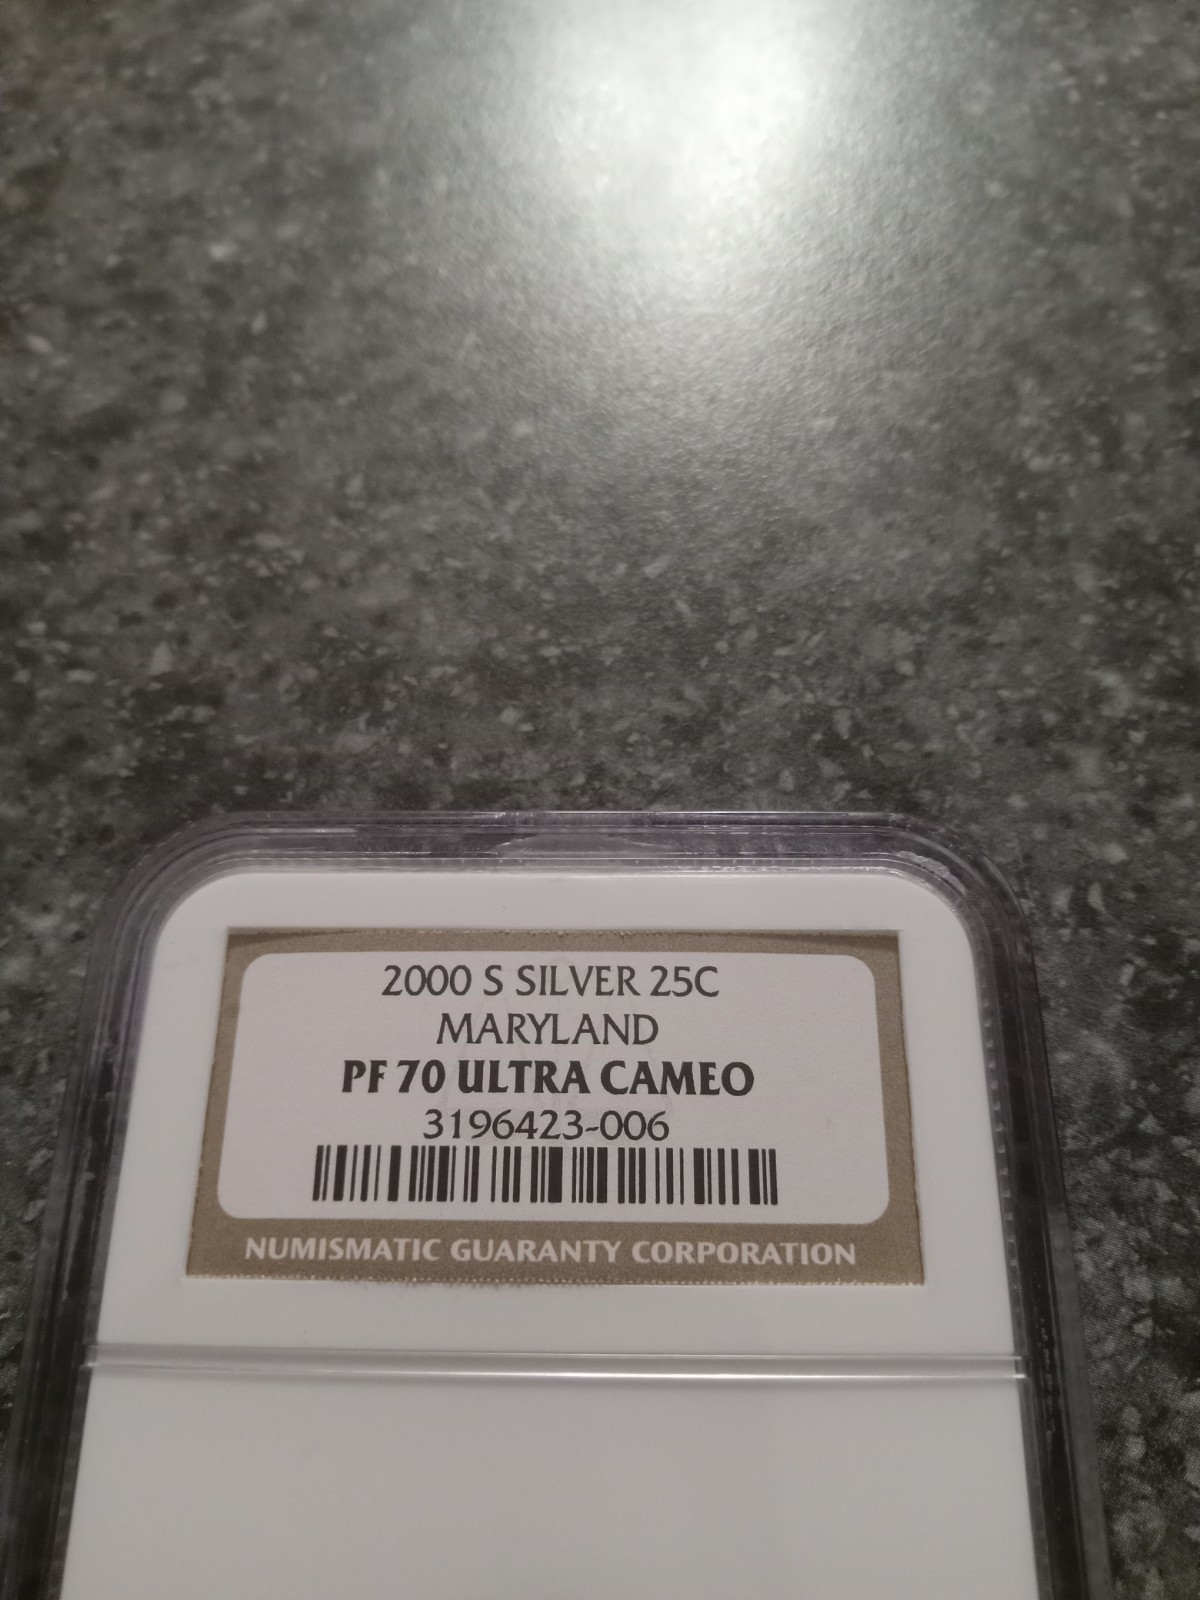 2000 S SILVER 25C
MARYLAND
PF 70 ULTRA CAMEO
3196423-006
NUMISMATIC GUARANTY CORPORATION